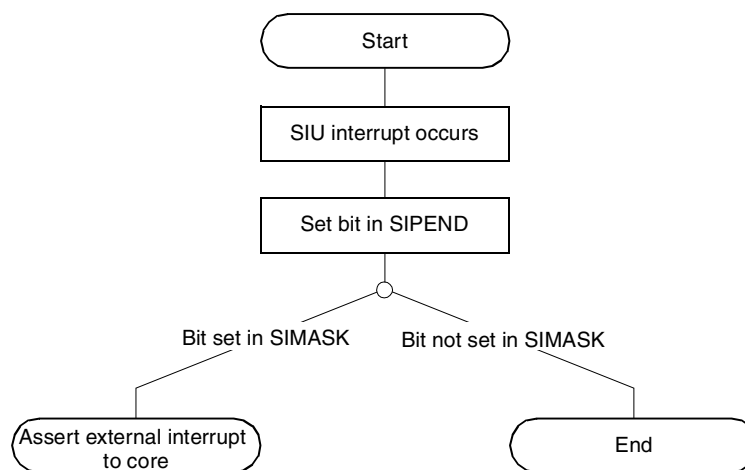 Start
SIU interrupt occurs
Set bit in SIPEND
Bit set in SIMASK
Bit not set in SIMASK
Assert external interrupt
to core
End